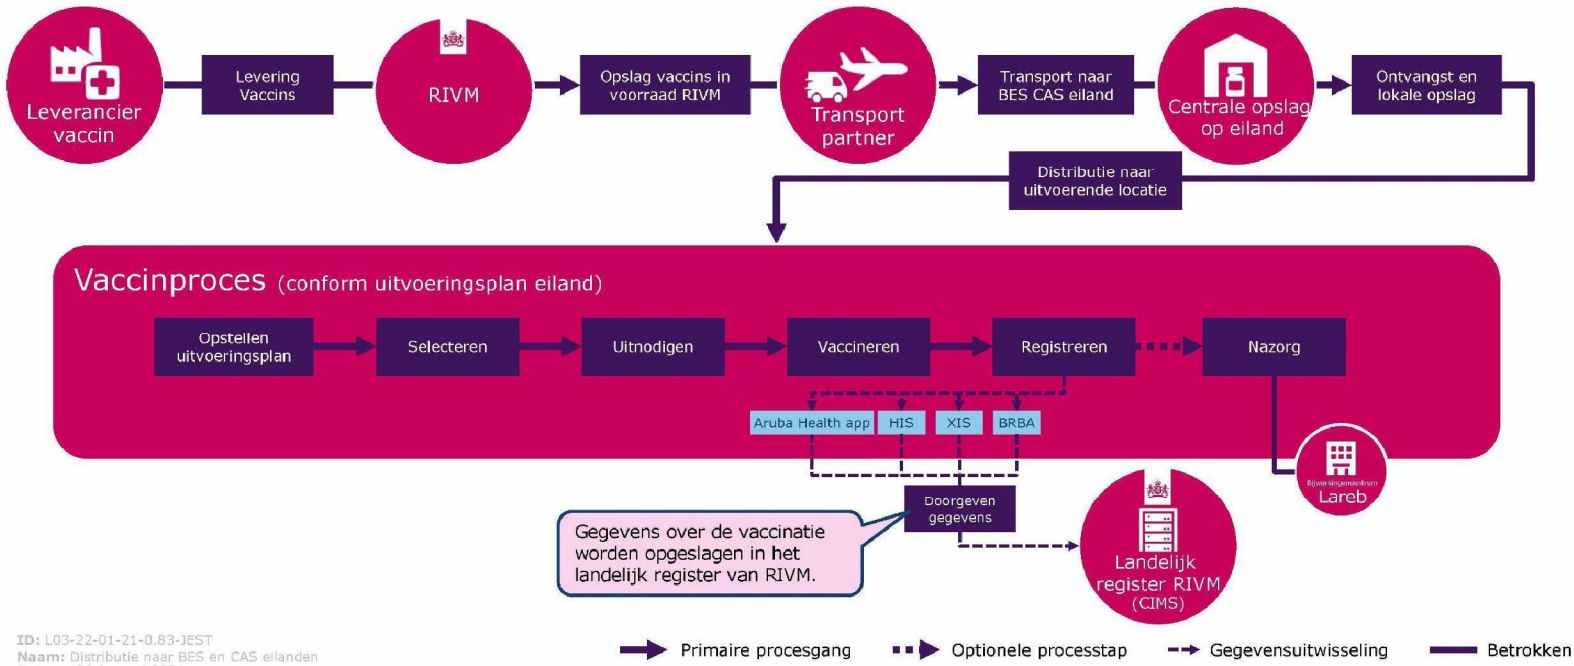 Leverancier
vaccin
Levering
Vaccins
RIVM
Opslag vaccins in
voorraad RIVM
Transport
partner
Transport naar
BES CAS eiland
Centrale opslag
op eiland
Ontvangst en
lokale opslag
Distributie naar
uitvoerende locatie
Vaccinproces (conform uitvoeringsplan eiland)
Opstellen
uitvoeringsplan
Selecteren
Uitnodigen
Vaccineren
Registreren
Nazorg
Aruba Health app
HIS
XIS
BRBA
Bijwerkingencentrum
Lareb
Doorgeven
gegevens
Gegevens over de vaccinatie
worden opgeslagen in het
landelijk register van RIVM.
Landelijk
register RIVM
(CIMS)
ID: L03-22-01-21-0.83-JEST
Naam: Distributie naar BES en CAS eilanden
Primaire procesgang
Optionele processtap
Gegevensuitwisseling
Betrokken